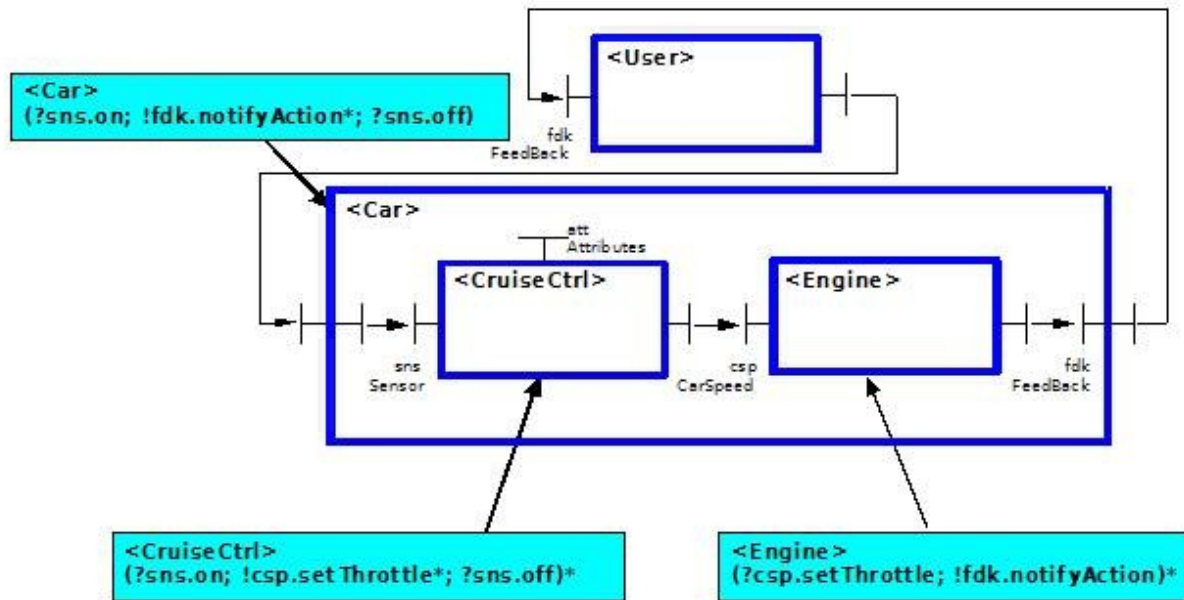 <User>
<Car>
(?sns.on; !fdk.notifyAction*; ?sns.off)
fdk
FeedBack
<Car>
att
Attributes
<CruiseCtrl>
<Engine>
sns
Sensor
csp
CarSpeed
fdk
FeedBack
<CruiseCtrl>
(?sns.on; !csp.setThrottle*; ?sns.off)*
<Engine>
(?csp.setThrottle; !fdk.notifyAction)*